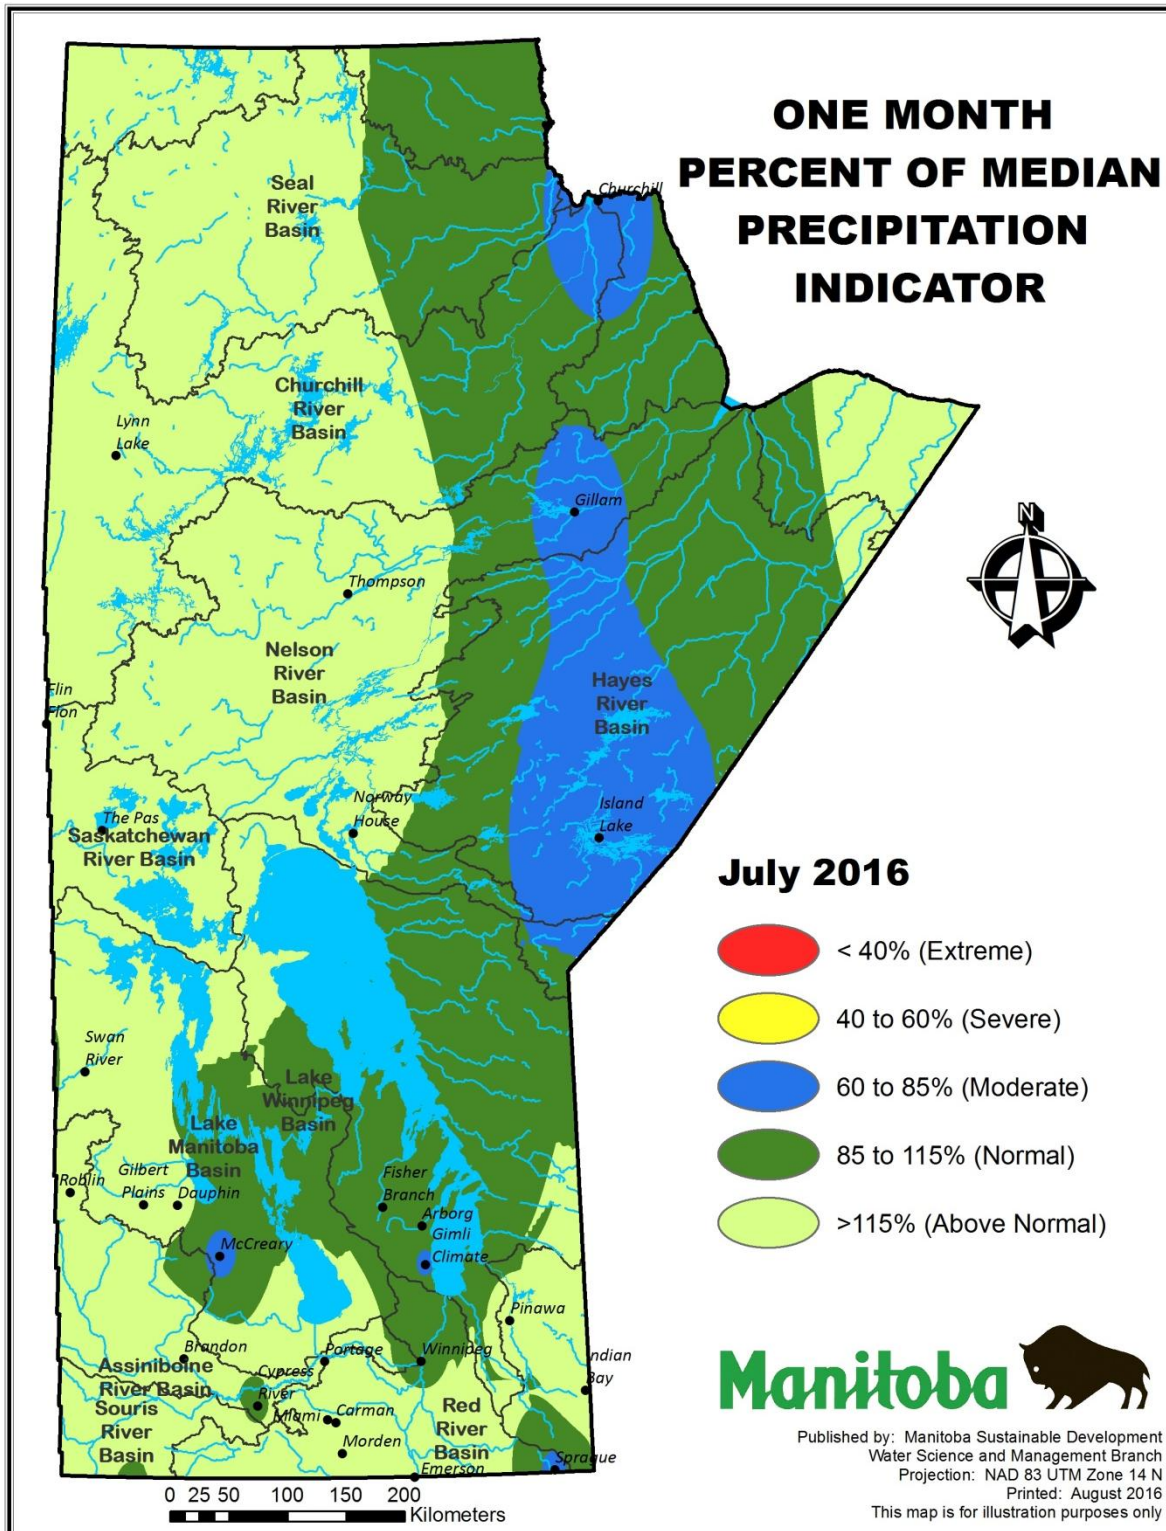 ONE MONTH
PERCENT OF MEDIAN
PRECIPITATION
INDICATOR
Churchill
Seal
River
Basin
Churchill
River
Basin
Lynn
Lake
Gillam
Thompson
N
Nelson
River
Basin
Hayes
River
Basin
Flin
Flon
Norway
House
Island
Lake
The Pas
Saskatchewan
River Basin
July 2016
< 40% (Extreme)
40 to 60% (Severe)
60 to 85% (Moderate)
85 to 115% (Normal)
>115% (Above Normal)
Swan
River
Lake
Winnipeg
Basin
Lake
Manitoba
Basin
Roblin
Gilbert
Plains
Dauphin
Fisher
Branch
Arborg
Gimli
Climate
McCreary
Pinawa
Brandon
Portage
Winnipeg
Indian
Bay
Assiniboine
River Basin
Cypress
River
Souris
River
Basin
Miami
Carman
Morden
Red
River
Basin
Emerson
Sprague
0 25 50 100 150 200
Kilometers
Manitoba
Published by: Manitoba Sustainable Development
Water Science and Management Branch
Projection: NAD 83 UTM Zone 14 N
Printed: August 2016
This map is for illustration purposes only